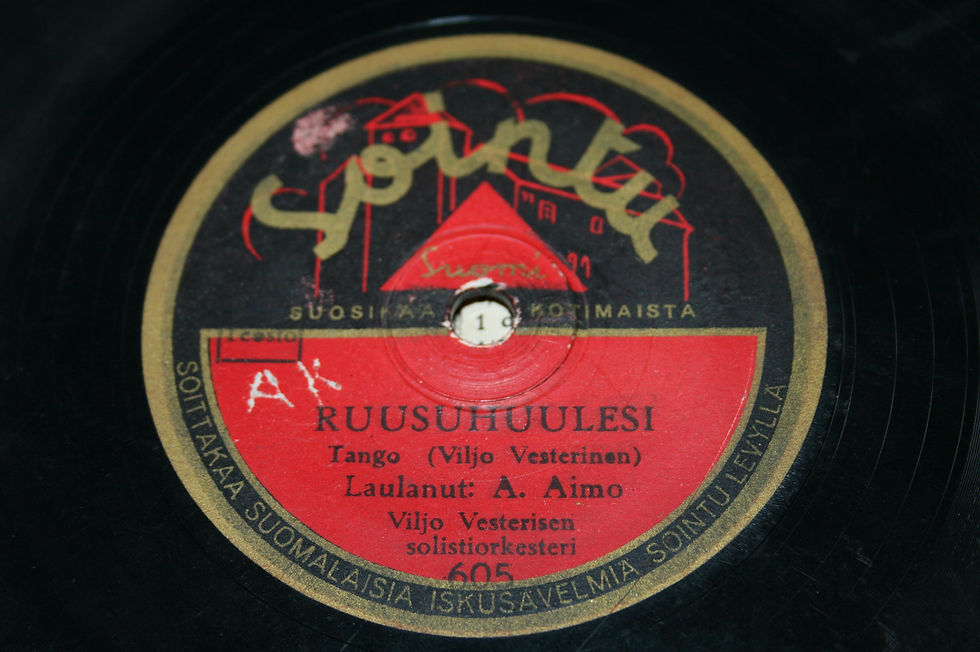 Sointu
Suomi
SUOSIKAA KOTIMAISTA
1
AK
RUUSUHUULESI
Tango (Viljo Vesterinen)
Laulanut: A. Aimo
Viljo Vesterisen
solistiorkesteri
605
SOITTAKAA SUOMALAISIA ISKUSÄVELMIÄ SOINTU LEVYLLÄ